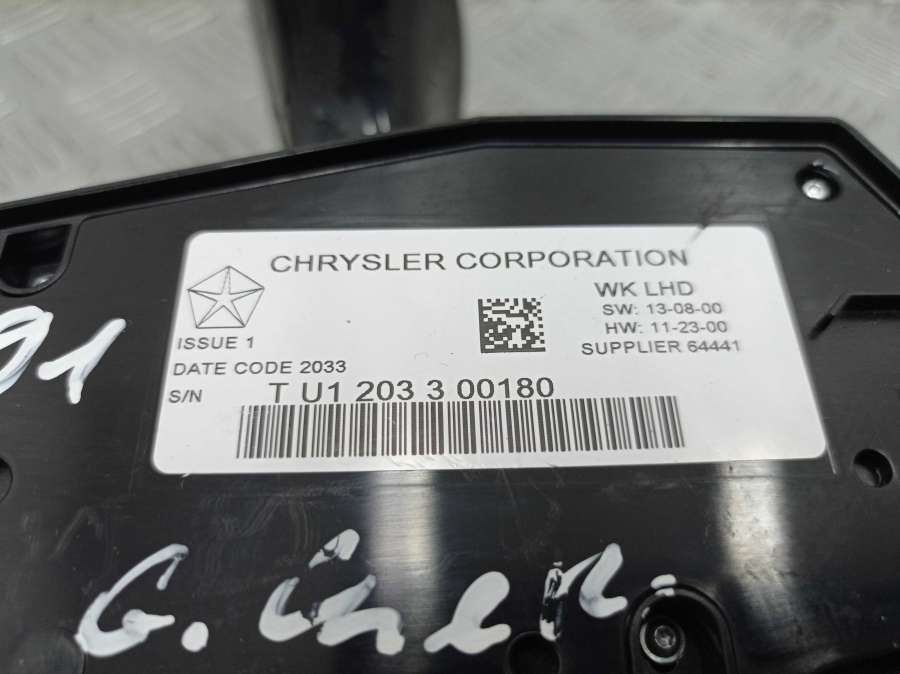 CHRYSLER CORPORATION
WK LHD
SW: 13-08-00
HW: 11-23-00
SUPPLIER 64441
ISSUE 1
DATE CODE 2033
S/N T U1 203 3 00180
G. CHER.